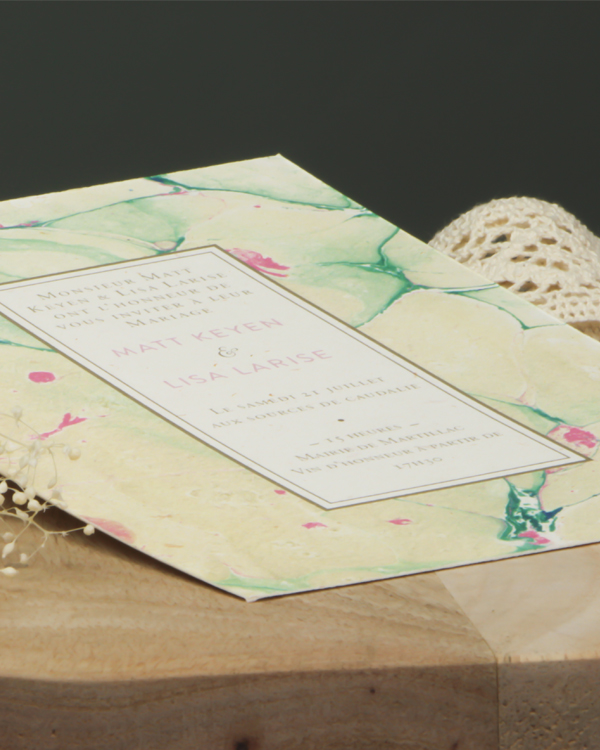 Monsieur Matt
Keyen & Lisa Larise
ont l'honneur de
vous inviter à leur
Mariage
MATT KEYEN
&
LISA LARISE
Le samedi 21 juillet
aux sources de Caudalie
– 15 heures –
Mairie de Martillac
Vin d'honneur à partir de
17h30